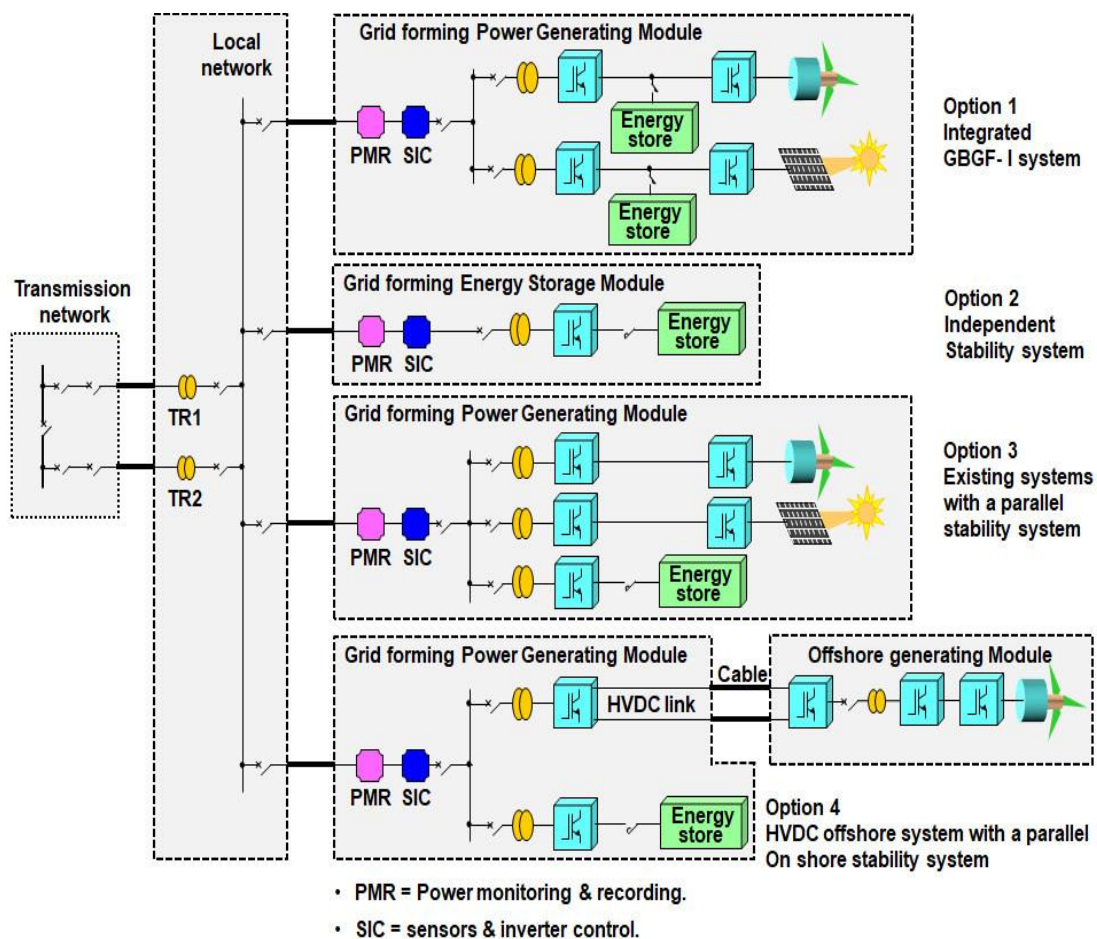 Local
network
Transmission
network
TR1
TR2
Grid forming Power Generating Module
PMR
SIC
Energy
store
Energy
store
Option 1
Integrated
GBGF- I system
Grid forming Energy Storage Module
PMR
SIC
Energy
store
Option 2
Independent
Stability system
Grid forming Power Generating Module
PMR
SIC
Energy
store
Option 3
Existing systems
with a parallel
stability system
Grid forming Power Generating Module
HVDC link
Cable
Offshore generating Module
PMR
SIC
Energy
store
Option 4
HVDC offshore system with a parallel
On shore stability system
• PMR = Power monitoring & recording.
• SIC = sensors & inverter control.